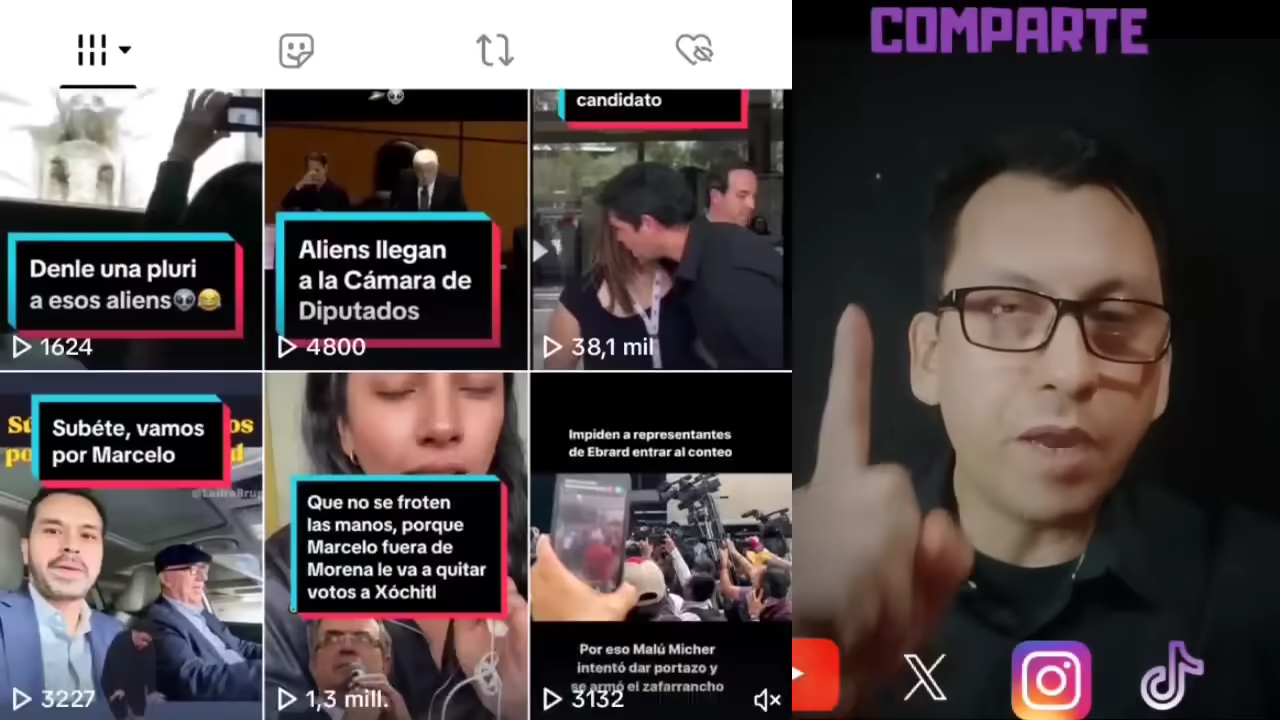 COMPARTE
candidato
Denle una pluri
a esos aliens👽😂
1624
Aliens llegan
a la Cámara de
Diputados
4800
38,1 mil
Subéte, vamos
por Marcelo
3227
Que no se froten
las manos, porque
Marcelo fuera de
Morena le va a quitar
votos a Xóchitl
1,3 mill.
Impiden a representantes
de Ebrard entrar al conteo
Por eso Malú Micher
intentó dar portazo y
se armó el zafarrancho
3132